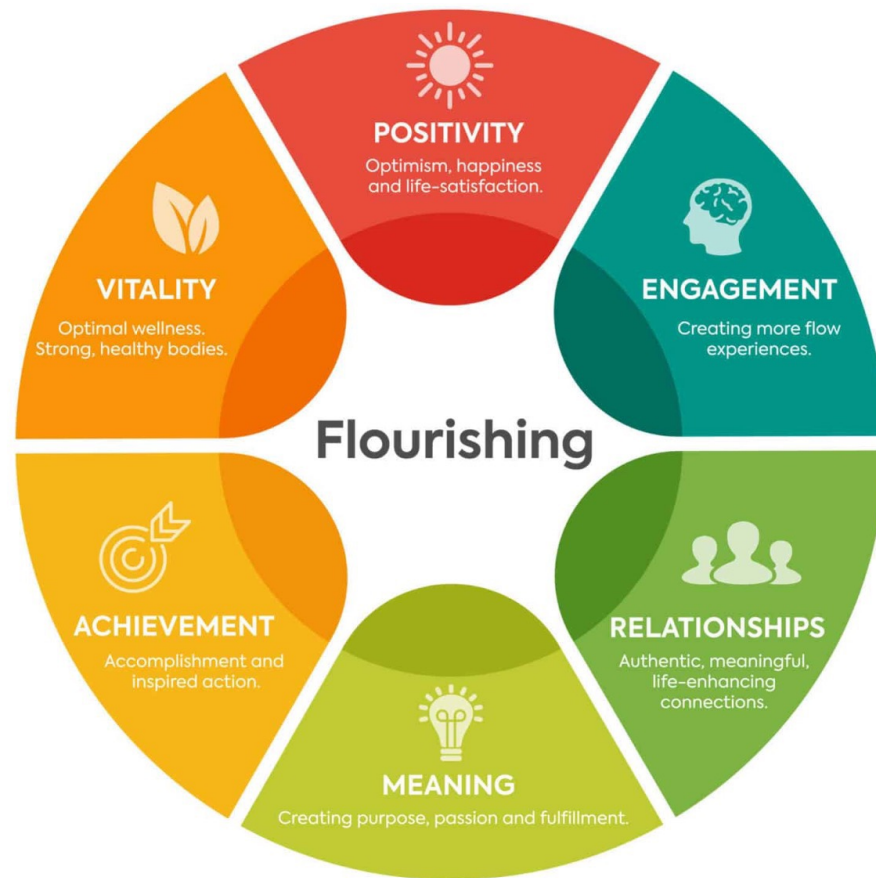 POSITIVITY
Optimism, happiness
and life-satisfaction.
ENGAGEMENT
Creating more flow
experiences.
RELATIONSHIPS
Authentic, meaningful,
life-enhancing
connections.
MEANING
Creating purpose, passion and fulfillment.
ACHIEVEMENT
Accomplishment and
inspired action.
VITALITY
Optimal wellness.
Strong, healthy bodies.
Flourishing